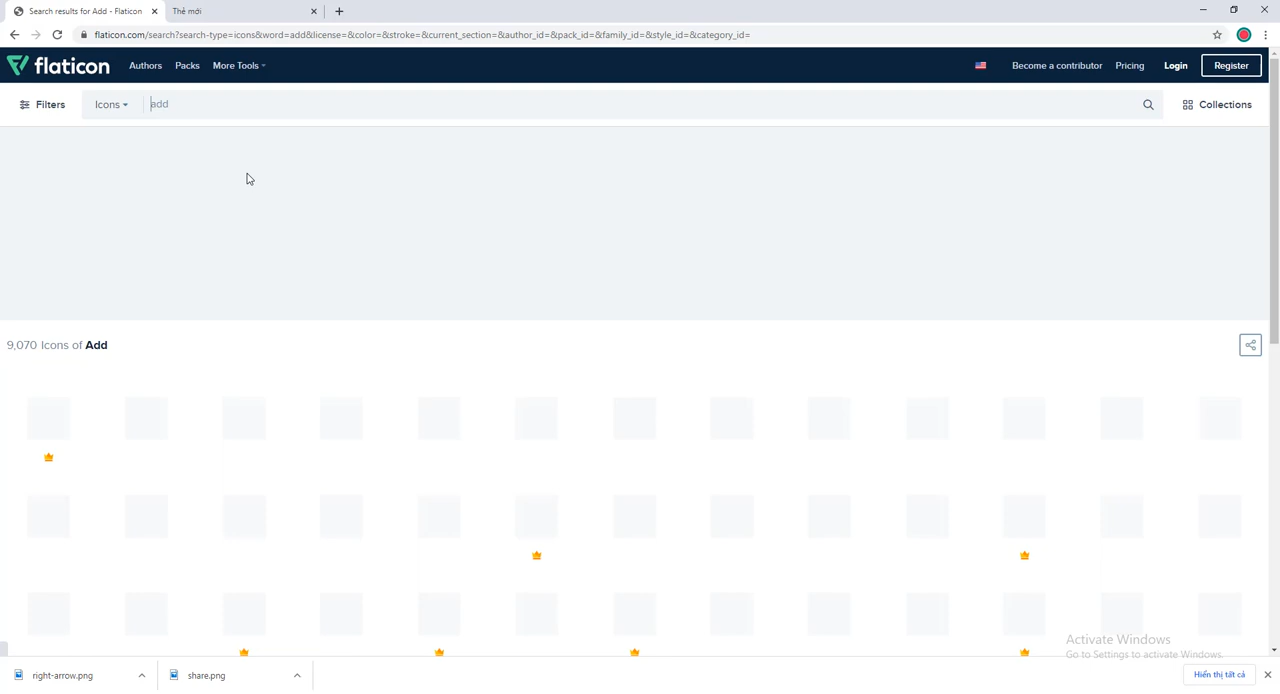 Search results for Add - Flaticon
Thẻ mới
flaticon.com/search?search-type=icons&word=add&license=&color=&stroke=&current_section=&author_id=&pack_id=&family_id=&style_id=&category_id=
flaticon Authors Packs More Tools Become a contributor Pricing Login Register
Filters Icons add Collections
9,070 Icons of Add
Activate Windows
Go to Settings to activate Windows.
right-arrow.png share.png Hiển thị tất cả